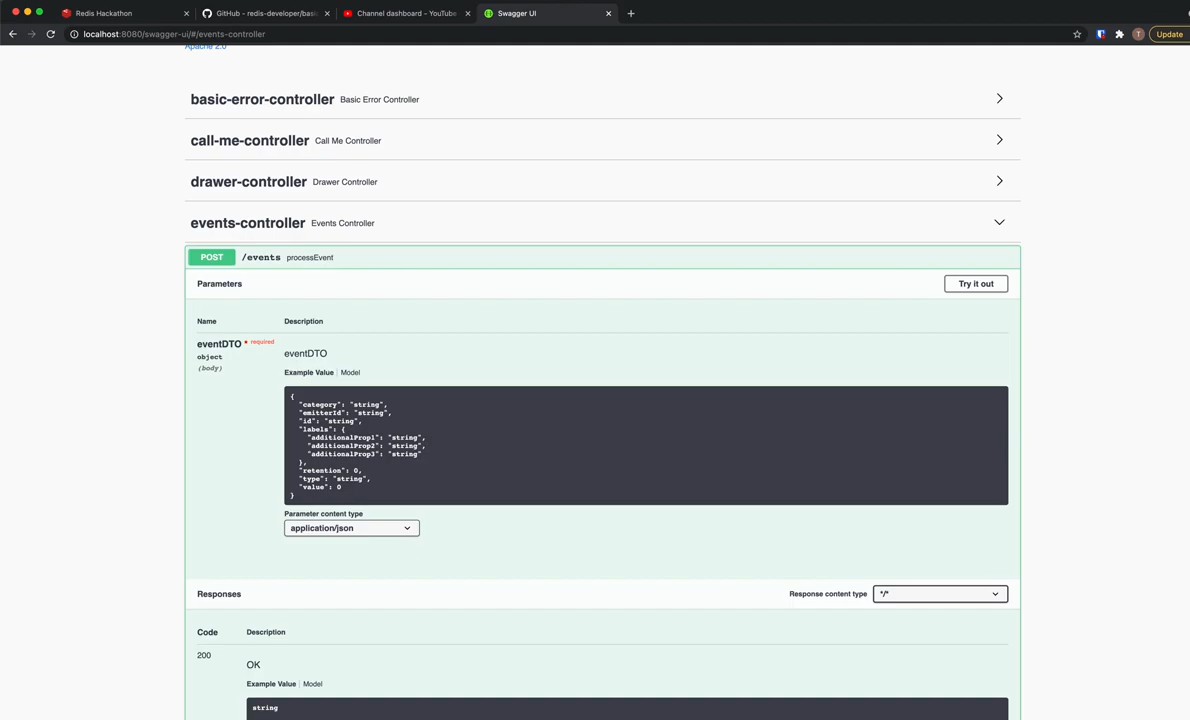 Redis Hackathon
GitHub - redis-developer/basi
Channel dashboard - YouTube
Swagger UI
localhost:8080/swagger-ui/#/events-controller
T
Update
Apache 2.0
basic-error-controller Basic Error Controller
call-me-controller Call Me Controller
drawer-controller Drawer Controller
events-controller Events Controller
POST /events processEvent
Parameters
Try it out
Name Description
eventDTO * required
object
(body)
eventDTO
Example Value Model
{
"category": "string",
"emitterId": "string",
"id": "string",
"labels": {
"additionalProp1": "string",
"additionalProp2": "string",
"additionalProp3": "string"
},
"retention": 0,
"type": "string",
"value": 0
}
Parameter content type
application/json
Responses
Response content type */*
Code Description
200
OK
Example Value Model
string